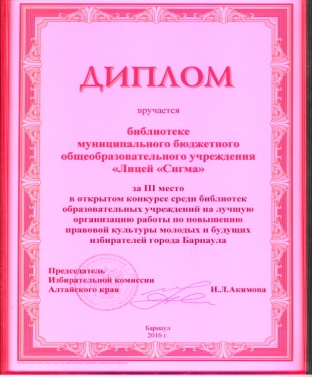 ДИПЛОМ
вручается
библиотеке
муниципального бюджетного
общеобразовательного учреждения
«Лицей «Сигма»
за III место
в открытом конкурсе среди библиотек
образовательных учреждений на лучшую
организацию работы по повышению
правовой культуры молодых и будущих
избирателей города Барнаула
Председатель
Избирательной комиссии
Алтайского края И.Л.Акимова
Барнаул
2016 г.